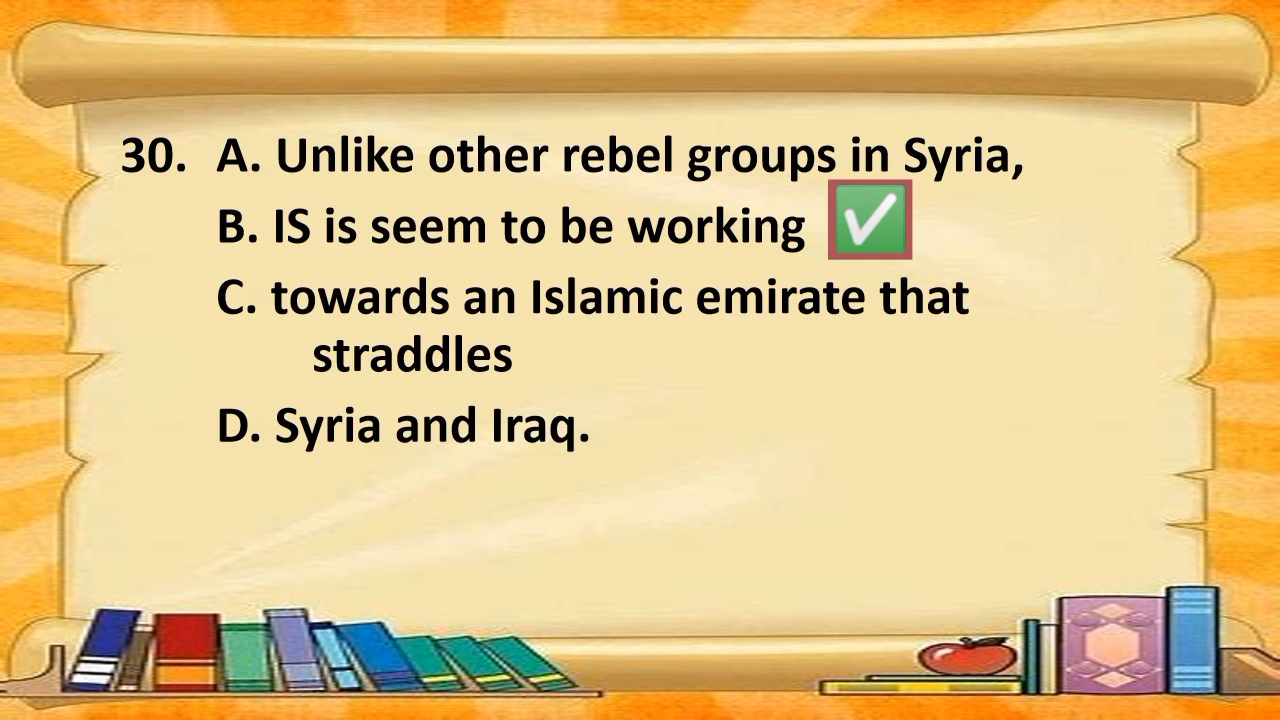 30. A. Unlike other rebel groups in Syria,
B. IS is seem to be working ✅
C. towards an Islamic emirate that
straddles
D. Syria and Iraq.